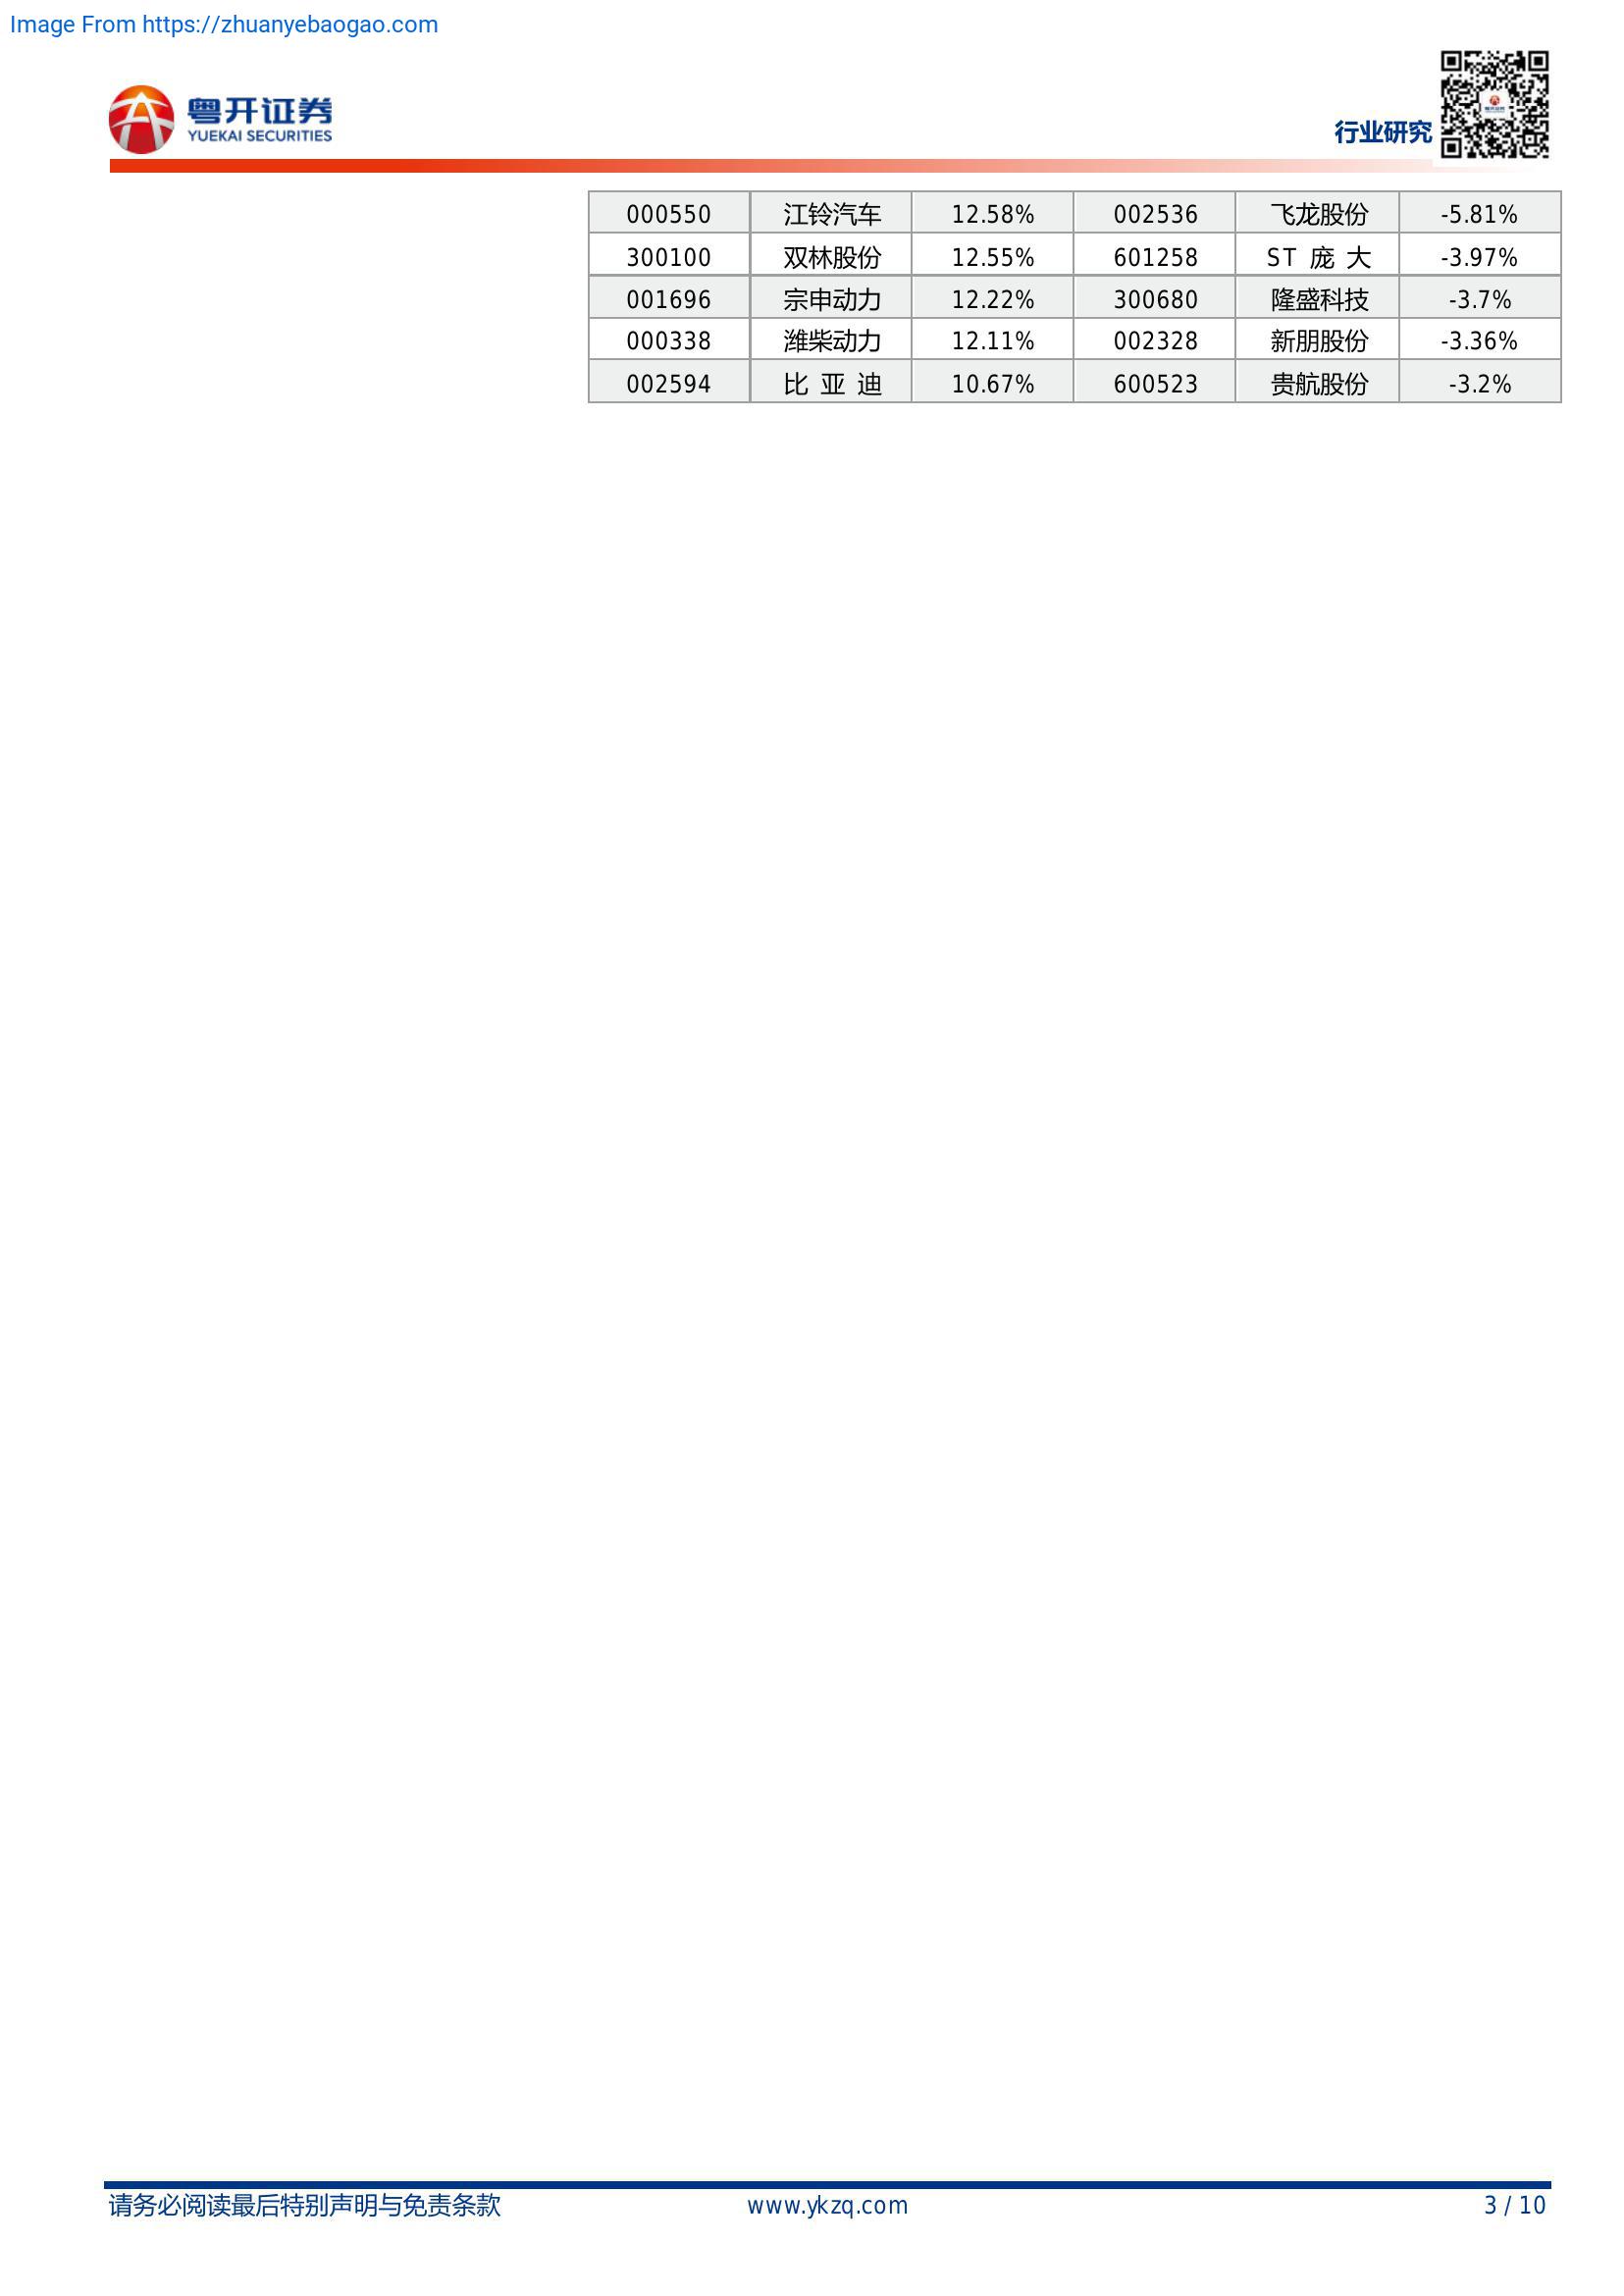 Image From https://zhuanyebaogao.com
粤开证券
YUEKAI SECURITIES
行业研究
000550 江铃汽车 12.58% 002536 飞龙股份 -5.81%
300100 双林股份 12.55% 601258 ST 庞 大 -3.97%
001696 宗申动力 12.22% 300680 隆盛科技 -3.7%
000338 潍柴动力 12.11% 002328 新朋股份 -3.36%
002594 比 亚 迪 10.67% 600523 贵航股份 -3.2%
请务必阅读最后特别声明与免责条款 www.ykzq.com 3 / 10